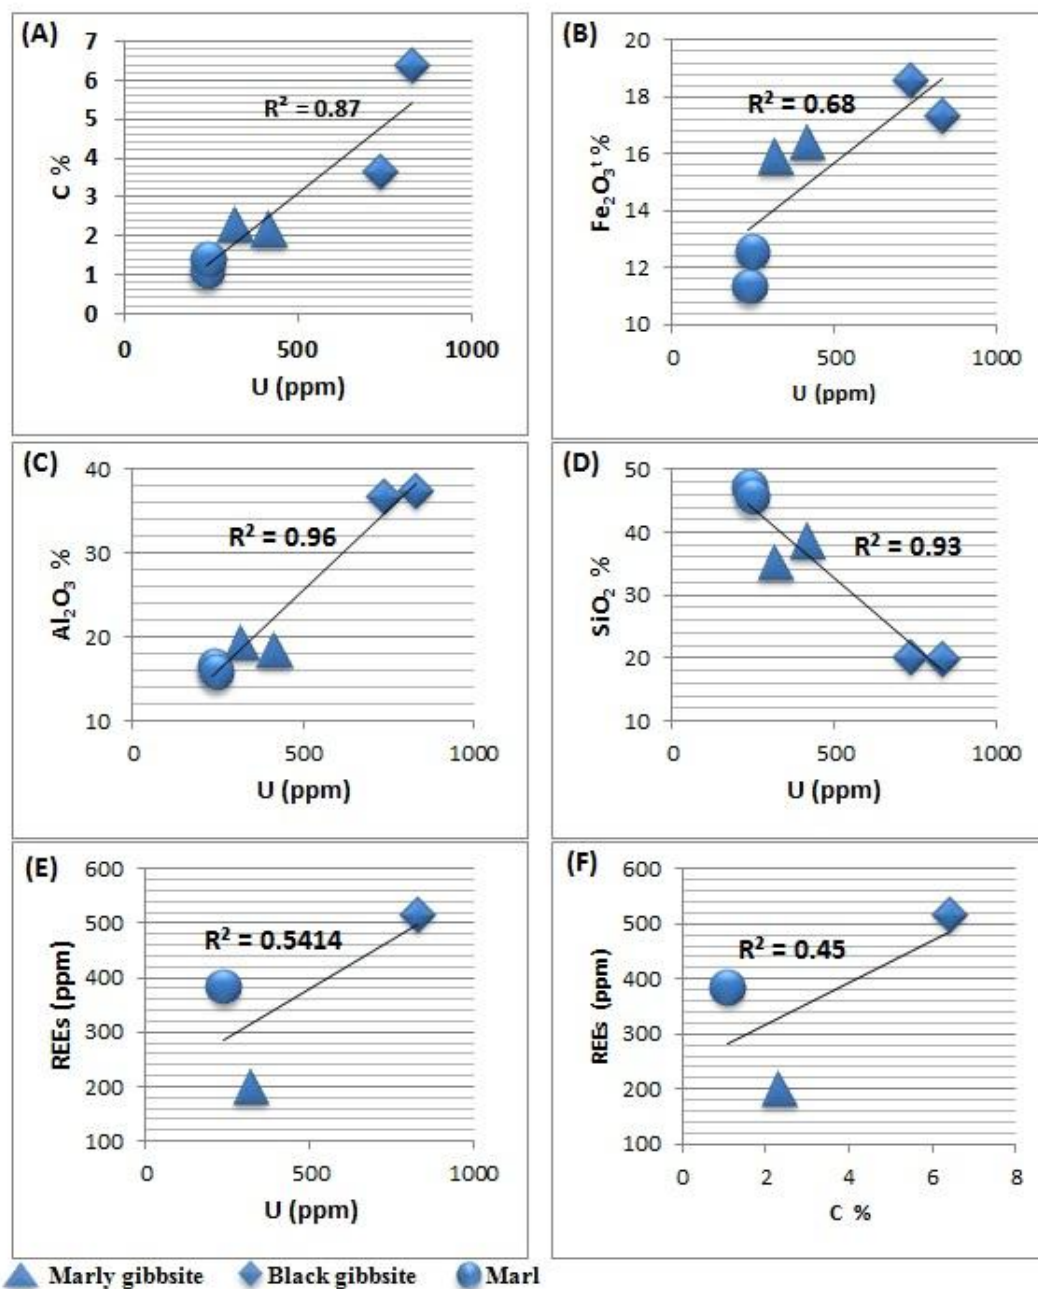 (A)
7
6
5
4
3
2
1
0
C %
R² = 0.87
0 500 1000
U (ppm)
(B)
20
18
16
14
12
10
Fe₂O₃ᵗ %
R² = 0.68
0 500 1000
U (ppm)
(C)
40
30
20
10
Al₂O₃ %
R² = 0.96
0 500 1000
U (ppm)
(D)
50
40
30
20
10
SiO₂ %
R² = 0.93
0 500 1000
U (ppm)
(E)
600
500
400
300
200
100
REEs (ppm)
R² = 0.5414
0 500 1000
U (ppm)
(F)
600
500
400
300
200
100
REEs (ppm)
R² = 0.45
0 2 4 6 8
C %
Marly gibbsite Black gibbsite Marl